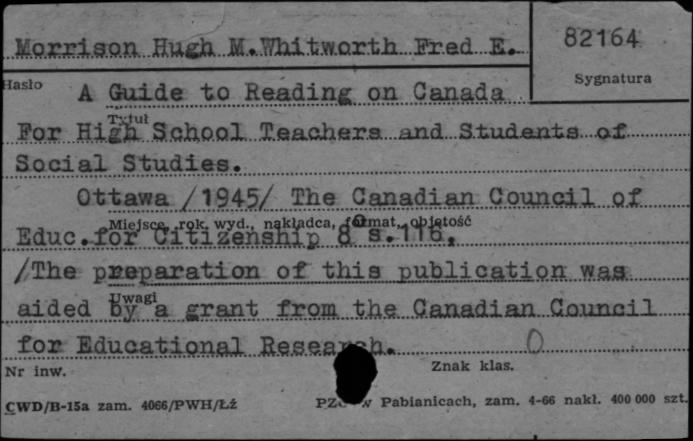 Morrison Hugh M.Whitworth Fred E.
82164
Hasło
Sygnatura
A Guide to Reading on Canada
Tytuł
For High School Teachers and Students of
Social Studies.
Ottawa /1945/ The Canadian Council of
Miejsce, rok, wyd., nakładca, format, objętość
Educ.for Citizenship 8° s.116.
/The preparation of this publication was
Uwagi
aided by a grant from the Canadian Council
for Educational Research.
Nr inw.
Znak klas.
CWD/B-15a zam. 4066/PWH/Łź
w Pabianicach, zam. 4-66 nakł. 400 000 szt.